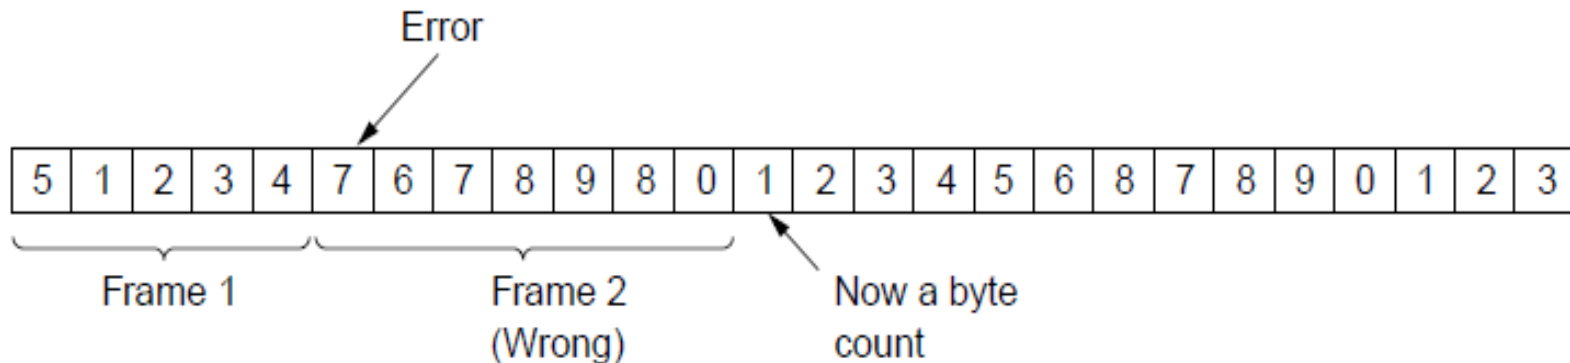 Error
5 1 2 3 4 7 6 7 8 9 8 0 1 2 3 4 5 6 8 7 8 9 0 1 2 3
Frame 1
Frame 2
(Wrong)
Now a byte
count